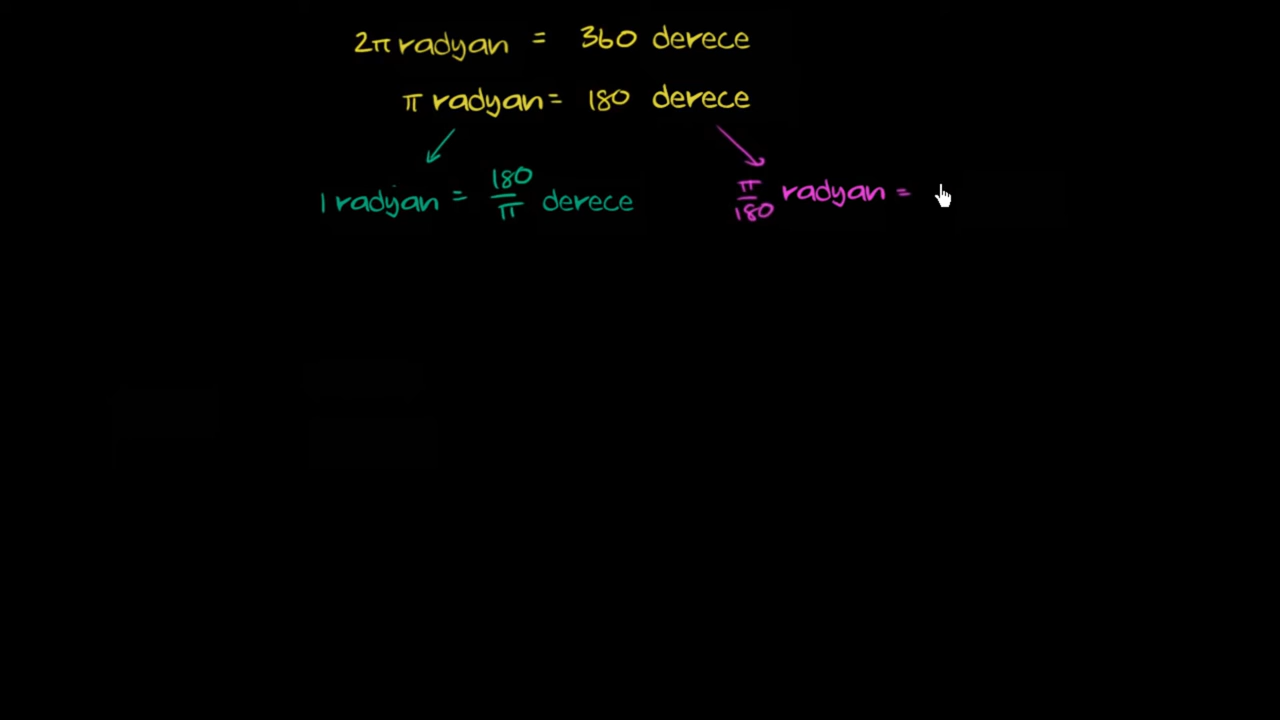 2π radyan = 360 derece
π radyan = 180 derece
1 radyan = 180/π derece
π/180 radyan =